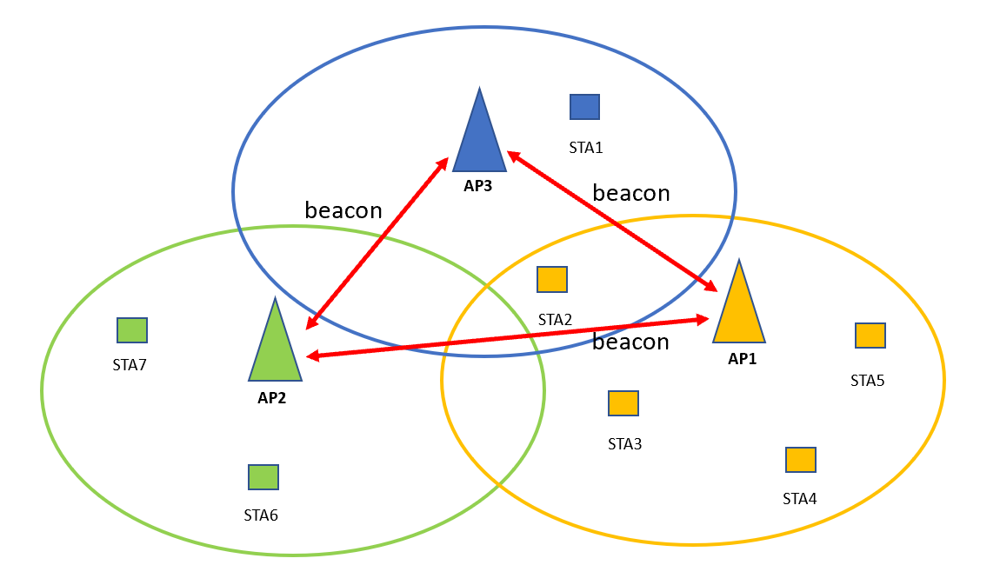 STA1
AP3
beacon
beacon
STA2
beacon
STA7
AP1
AP2
STA5
STA3
STA4
STA6